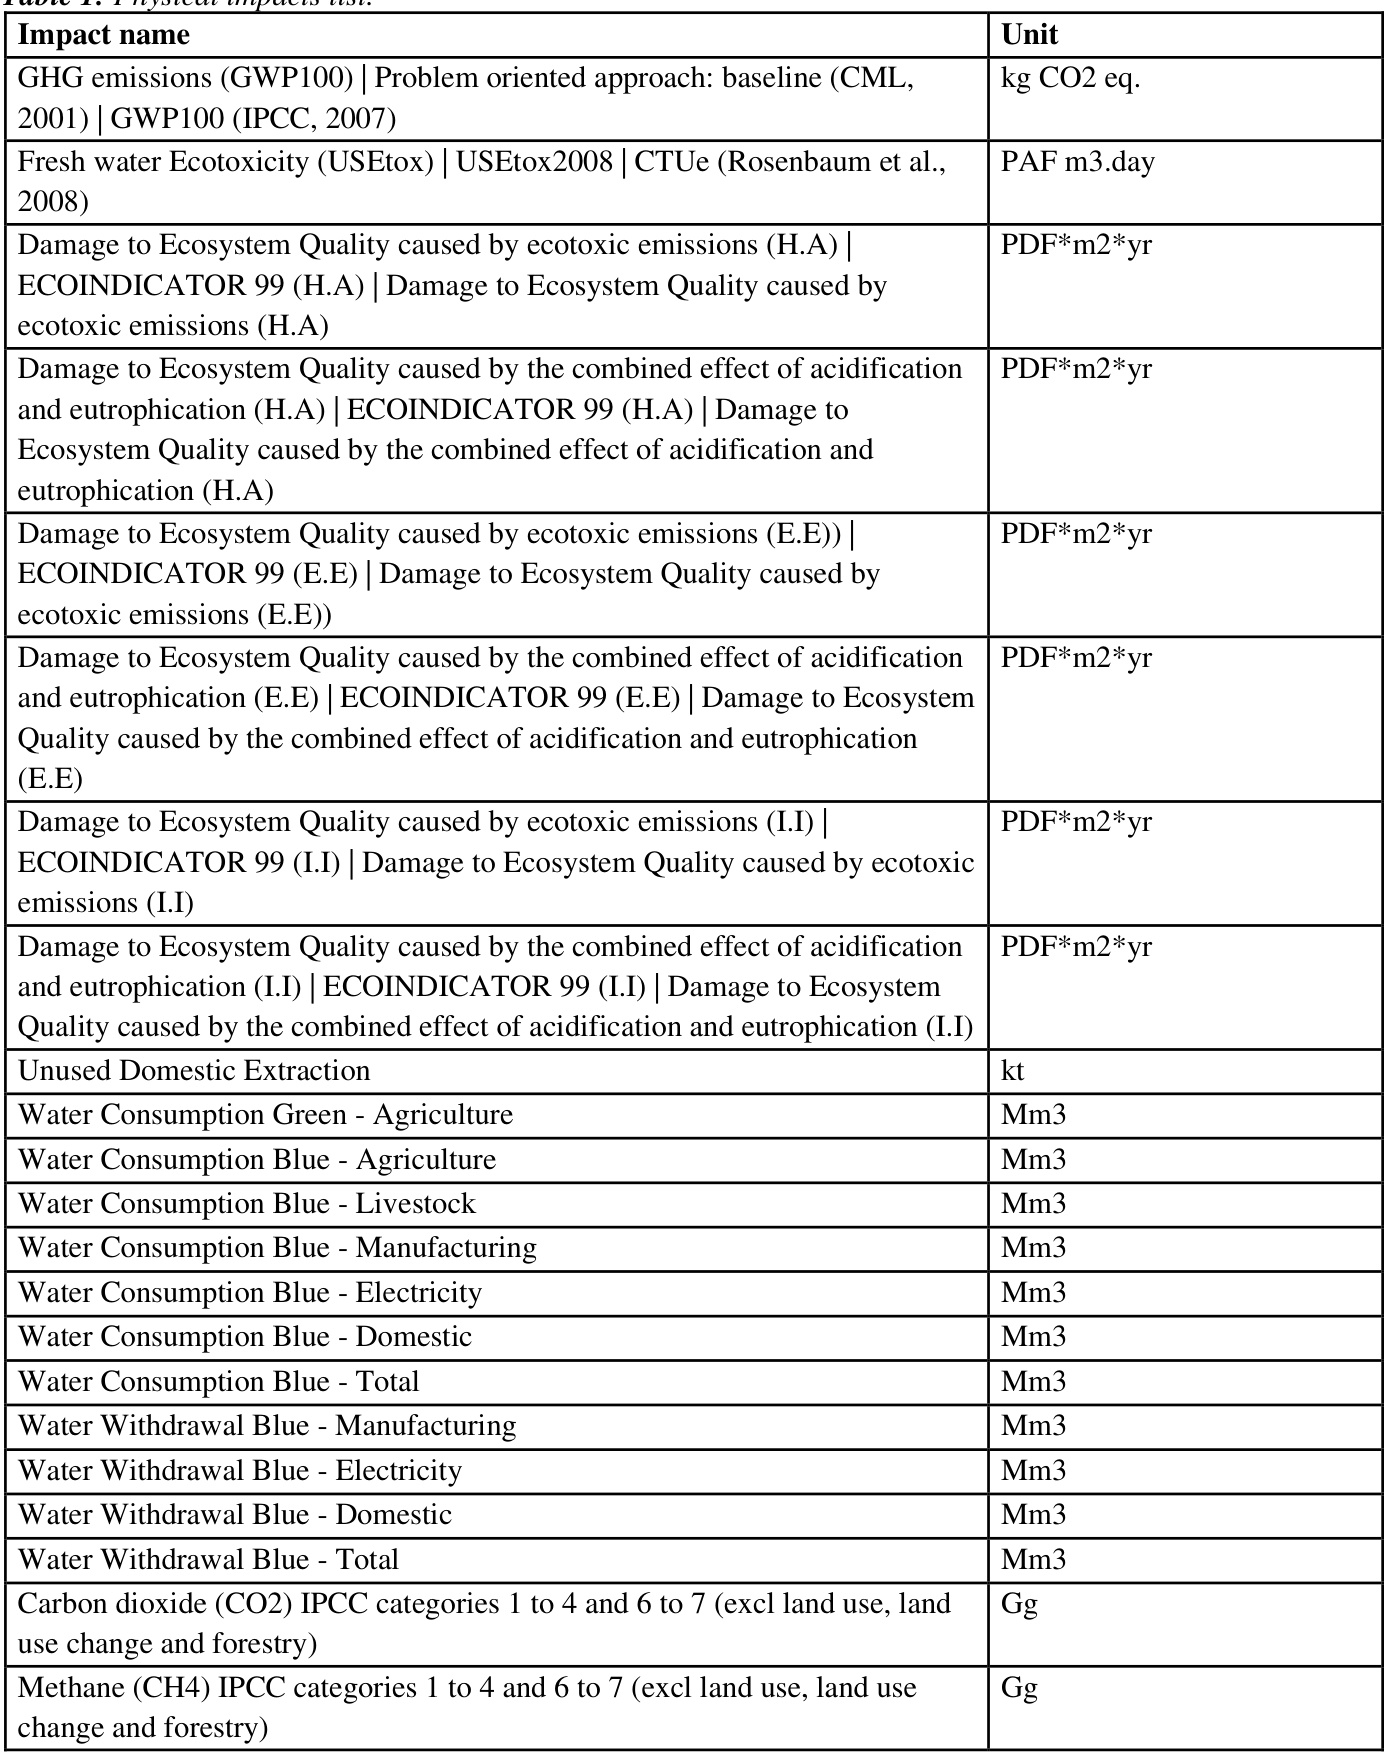 Table 1. Physical impacts list.
Impact name Unit
GHG emissions (GWP100) | Problem oriented approach: baseline (CML, kg CO2 eq.
2001) | GWP100 (IPCC, 2007)
Fresh water Ecotoxicity (USEtox) | USEtox2008 | CTUe (Rosenbaum et al., PAF m3.day
2008)
Damage to Ecosystem Quality caused by ecotoxic emissions (H.A) | PDF*m2*yr
ECOINDICATOR 99 (H.A) | Damage to Ecosystem Quality caused by
ecotoxic emissions (H.A)
Damage to Ecosystem Quality caused by the combined effect of acidification PDF*m2*yr
and eutrophication (H.A) | ECOINDICATOR 99 (H.A) | Damage to
Ecosystem Quality caused by the combined effect of acidification and
eutrophication (H.A)
Damage to Ecosystem Quality caused by ecotoxic emissions (E.E)) | PDF*m2*yr
ECOINDICATOR 99 (E.E) | Damage to Ecosystem Quality caused by
ecotoxic emissions (E.E))
Damage to Ecosystem Quality caused by the combined effect of acidification PDF*m2*yr
and eutrophication (E.E) | ECOINDICATOR 99 (E.E) | Damage to Ecosystem
Quality caused by the combined effect of acidification and eutrophication
(E.E)
Damage to Ecosystem Quality caused by ecotoxic emissions (I.I) | PDF*m2*yr
ECOINDICATOR 99 (I.I) | Damage to Ecosystem Quality caused by ecotoxic
emissions (I.I)
Damage to Ecosystem Quality caused by the combined effect of acidification PDF*m2*yr
and eutrophication (I.I) | ECOINDICATOR 99 (I.I) | Damage to Ecosystem
Quality caused by the combined effect of acidification and eutrophication (I.I)
Unused Domestic Extraction kt
Water Consumption Green - Agriculture Mm3
Water Consumption Blue - Agriculture Mm3
Water Consumption Blue - Livestock Mm3
Water Consumption Blue - Manufacturing Mm3
Water Consumption Blue - Electricity Mm3
Water Consumption Blue - Domestic Mm3
Water Consumption Blue - Total Mm3
Water Withdrawal Blue - Manufacturing Mm3
Water Withdrawal Blue - Electricity Mm3
Water Withdrawal Blue - Domestic Mm3
Water Withdrawal Blue - Total Mm3
Carbon dioxide (CO2) IPCC categories 1 to 4 and 6 to 7 (excl land use, land Gg
use change and forestry)
Methane (CH4) IPCC categories 1 to 4 and 6 to 7 (excl land use, land use Gg
change and forestry)